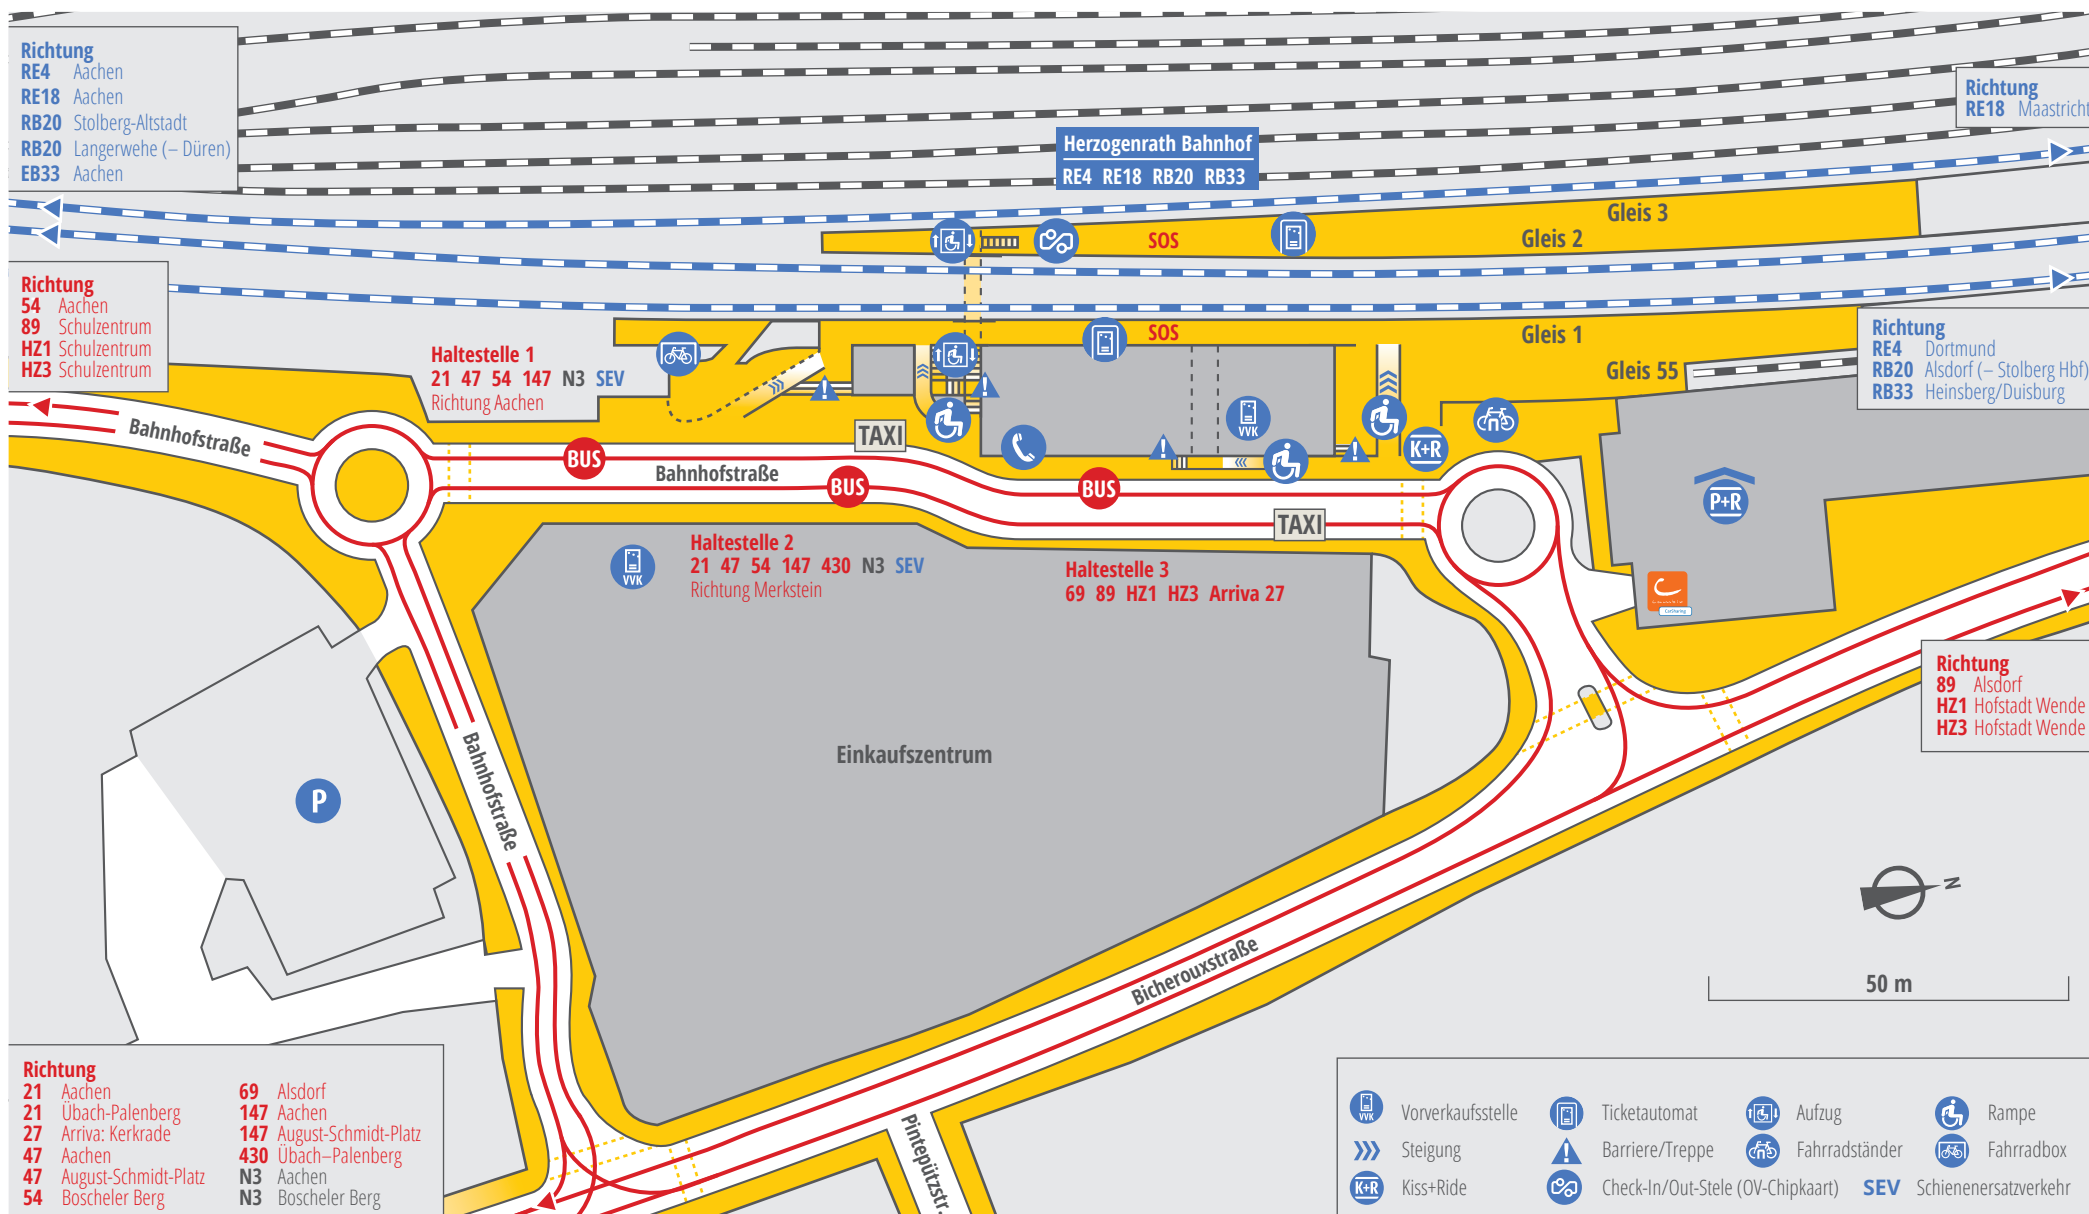 Richtung
RE4 Aachen
RE18 Aachen
RB20 Stolberg-Altstadt
RB20 Langerwehe (– Düren)
EB33 Aachen
Richtung
RE18 Maastricht
Herzogenrath Bahnhof
RE4 RE18 RB20 RB33
Gleis 3
Gleis 2
SOS
Richtung
54 Aachen
89 Schulzentrum
HZ1 Schulzentrum
HZ3 Schulzentrum
SOS
Gleis 1
Gleis 55
Richtung
RE4 Dortmund
RB20 Alsdorf (– Stolberg Hbf)
RB33 Heinsberg/Duisburg
Haltestelle 1
21 47 54 147 N3 SEV
Richtung Aachen
Bahnhofstraße
TAXI
VVK
K+R
BUS
Bahnhofstraße
BUS
BUS
P+R
TAXI
VVK
Haltestelle 2
21 47 54 147 430 N3 SEV
Richtung Merkstein
Haltestelle 3
69 89 HZ1 HZ3 Arriva 27
CarSharing
Richtung
89 Alsdorf
HZ1 Hofstadt Wende
HZ3 Hofstadt Wende
Einkaufszentrum
Bahnhofstraße
P
N
Bicherouxstraße
50 m
Pintepützstr.
Richtung
21 Aachen
21 Übach-Palenberg
27 Arriva: Kerkrade
47 Aachen
47 August-Schmidt-Platz
54 Boscheler Berg
69 Alsdorf
147 Aachen
147 August-Schmidt-Platz
430 Übach–Palenberg
N3 Aachen
N3 Boscheler Berg
VVK Vorverkaufsstelle
Ticketautomat
Aufzug
Rampe
Steigung
Barriere/Treppe
Fahrradständer
Fahrradbox
K+R Kiss+Ride
Check-In/Out-Stele (OV-Chipkaart)
SEV Schienenersatzverkehr